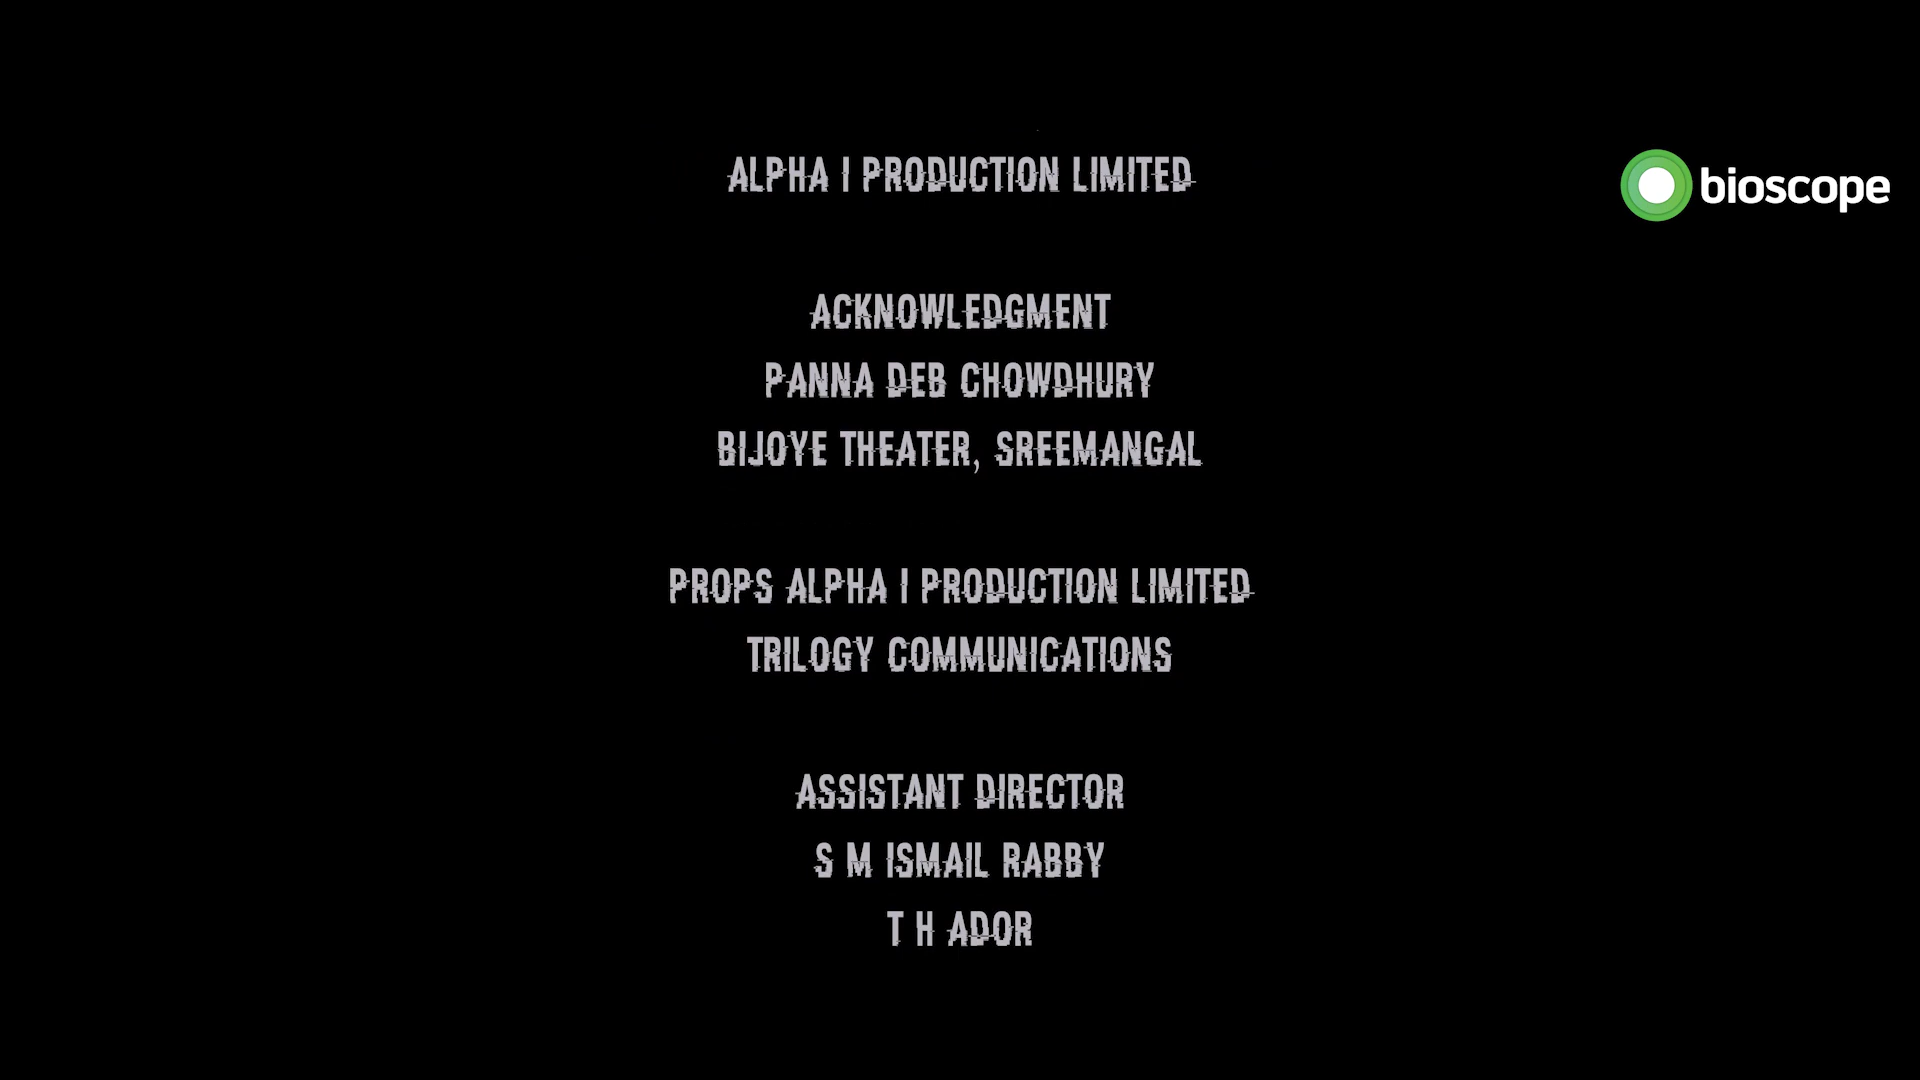 ALPHA I PRODUCTION LIMITED
bioscope
ACKNOWLEDGMENT
PANNA DEB CHOWDHURY
BIJOYE THEATER, SREEMANGAL
PROPS ALPHA I PRODUCTION LIMITED
TRILOGY COMMUNICATIONS
ASSISTANT DIRECTOR
S M ISMAIL RABBY
T H ADOR